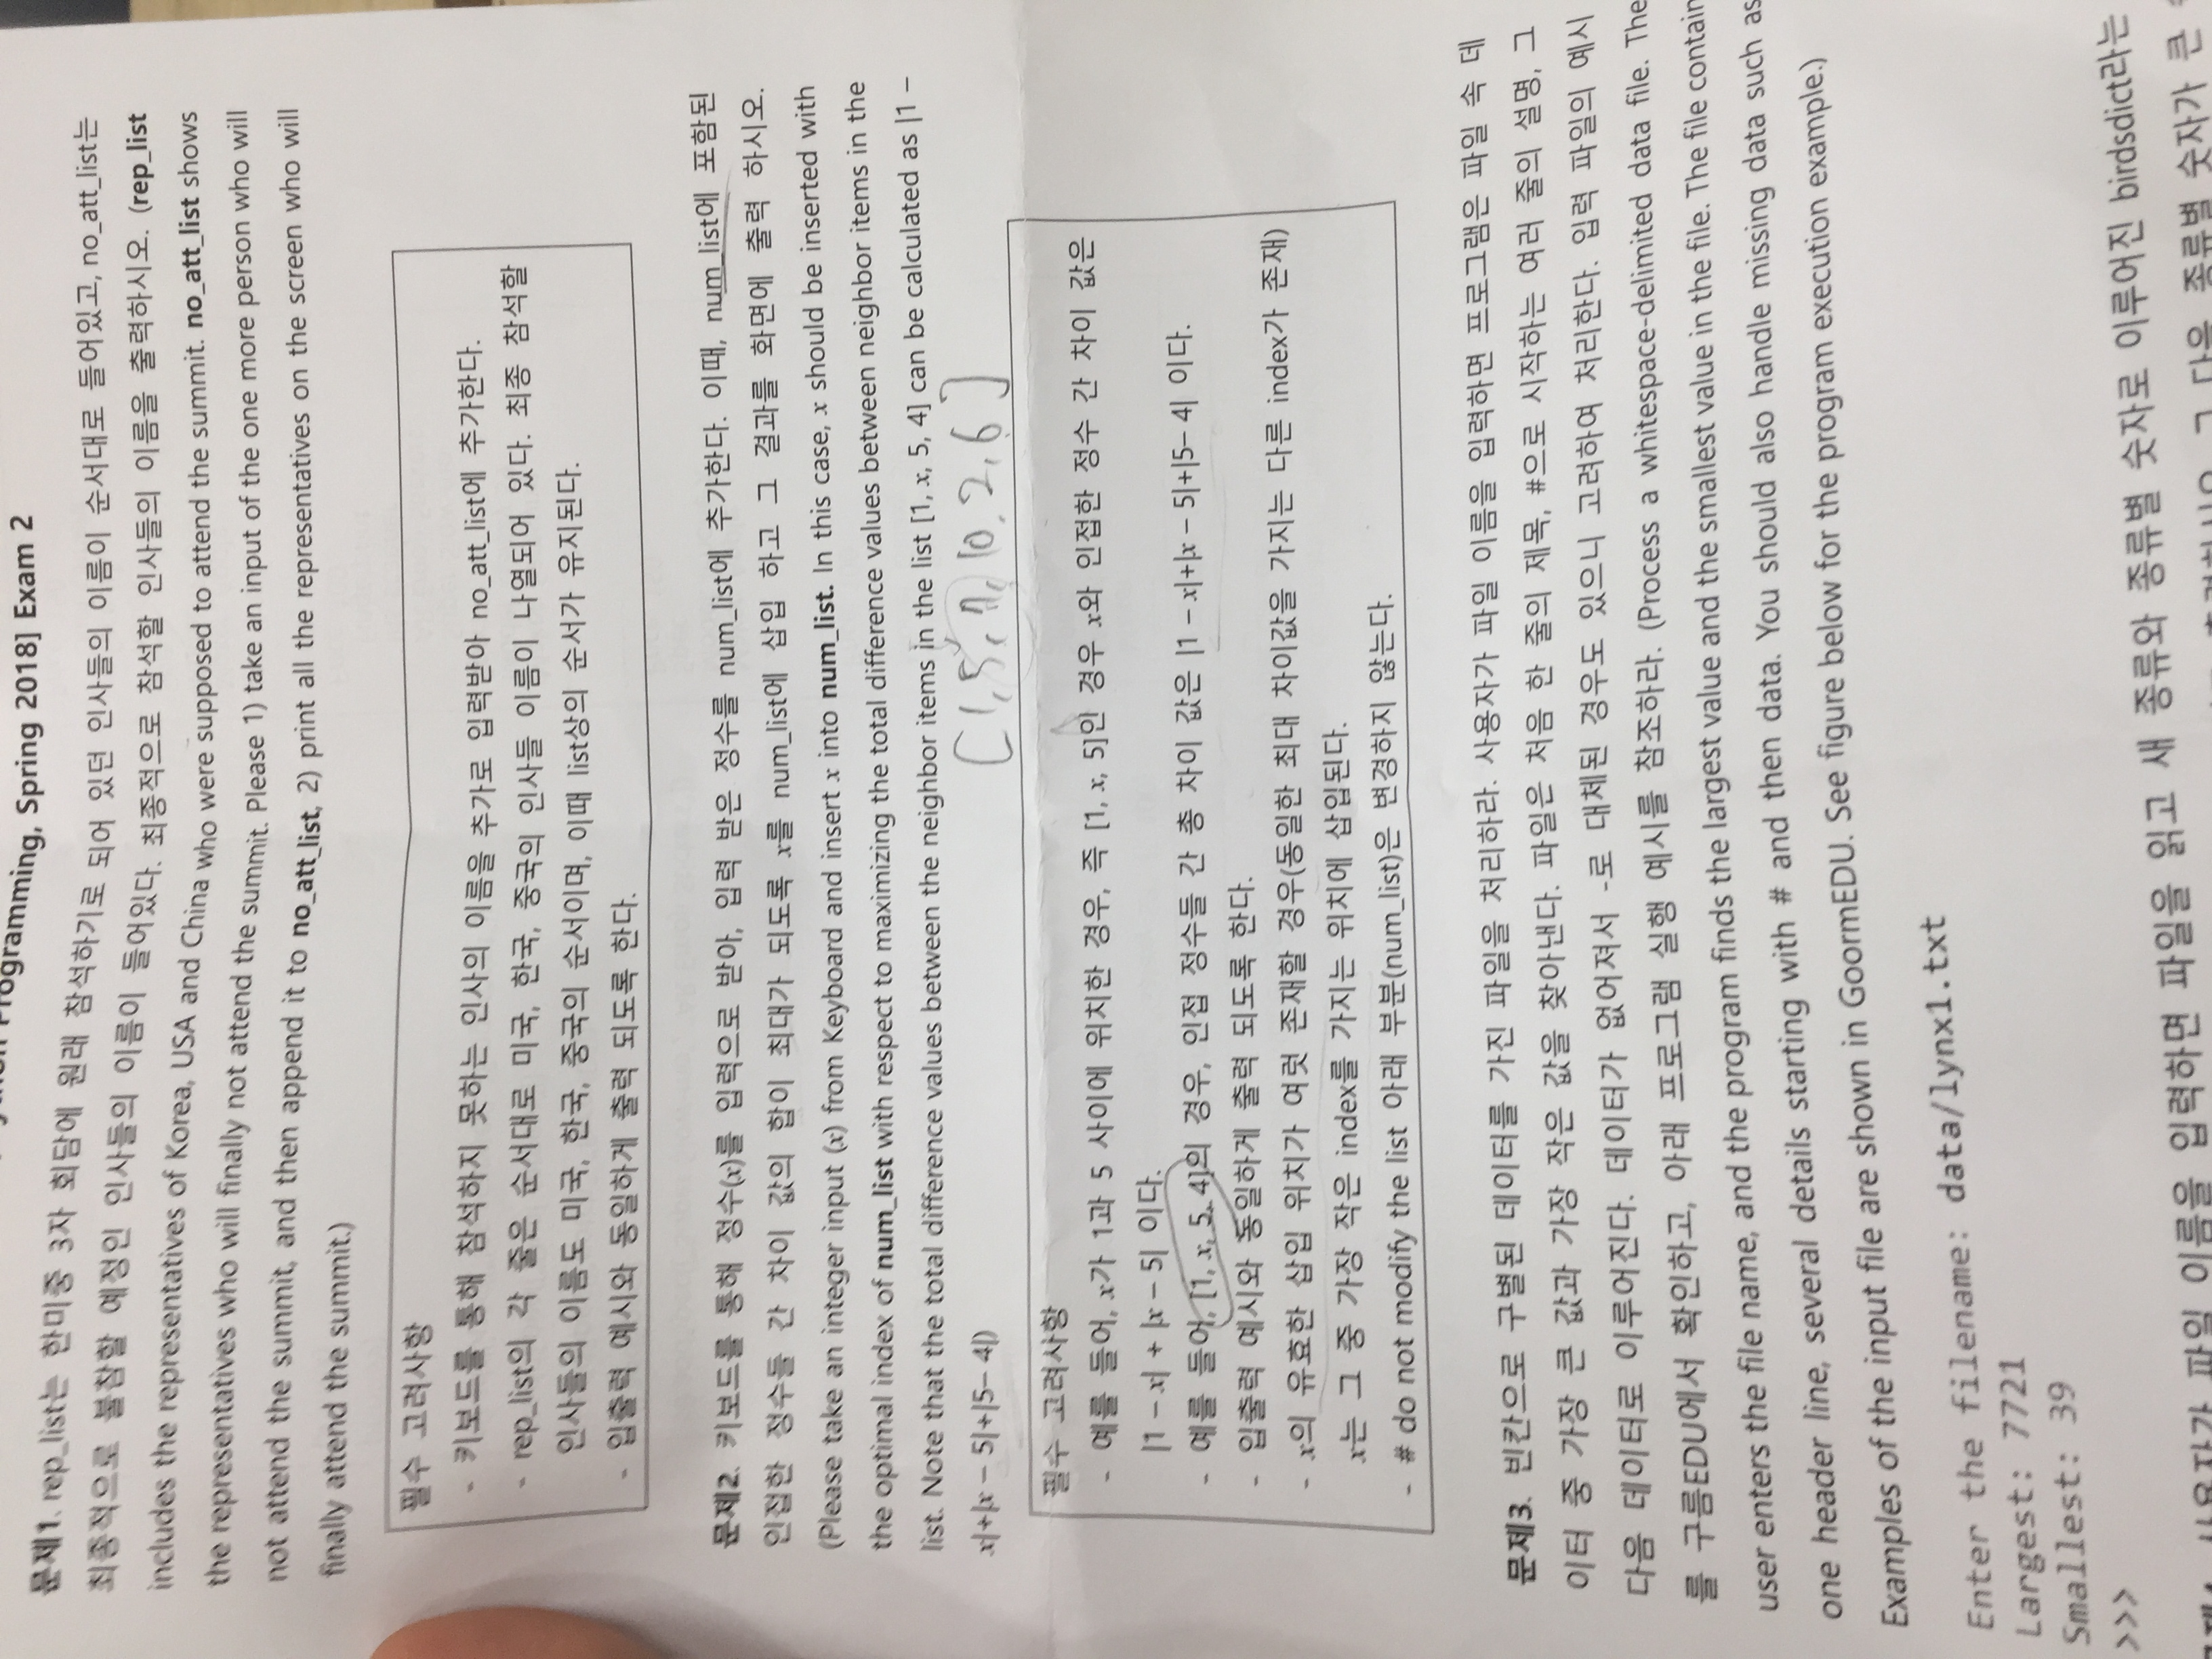 Programming, Spring 2018] Exam 2
문제1. rep_list는 한미중 3자 회담에 원래 참석하기로 되어 있던 인사들의 이름이 순서대로 들어있고, no_att_list는
최종적으로 불참할 예정인 인사들의 이름이 들어있다. 최종적으로 참석할 인사들의 이름을 출력하시오. (rep_list
includes the representatives of Korea, USA and China who were supposed to attend the summit. no_att_list shows
the representatives who will finally not attend the summit. Please 1) take an input of the one more person who will
not attend the summit, and then append it to no_att_list, 2) print all the representatives on the screen who will
finally attend the summit.)
필수 고려사항
- 키보드를 통해 참석하지 못하는 인사의 이름을 추가로 입력받아 no_att_list에 추가한다.
- rep_list의 각 줄은 순서대로 미국, 한국, 중국의 인사들 이름이 나열되어 있다. 최종 참석할
인사들의 이름도 미국, 한국, 중국의 순서이며, 이때 list상의 순서가 유지된다.
- 입출력 예시와 동일하게 출력 되도록 한다.
문제2. 키보드를 통해 정수(x)를 입력으로 받아, 입력 받은 정수를 num_list에 추가한다. 이때, num_list에 포함된
인접한 정수들 간 차이 값의 합이 최대가 되도록 x를 num_list에 삽입 하고 그 결과를 화면에 출력 하시오.
(Please take an integer input (x) from Keyboard and insert x into num_list. In this case, x should be inserted with
the optimal index of num_list with respect to maximizing the total difference values between neighbor items in the
list. Note that the total difference values between the neighbor items in the list [1, x, 5, 4] can be calculated as |1 –
x|+|x – 5|+|5– 4|)
[1, 5, 7, 10, 2, 6]
필수 고려사항
- 예를 들어, x가 1과 5 사이에 위치한 경우, 즉 [1, x, 5]인 경우 x와 인접한 정수 간 차이 값은
|1 – x| + |x – 5| 이다.
- 예를 들어, [1, x, 5, 4]의 경우, 인접 정수들 간 총 차이 값은 |1 – x|+|x – 5|+|5– 4| 이다.
- 입출력 예시와 동일하게 출력 되도록 한다.
- x의 유효한 삽입 위치가 여럿 존재할 경우(동일한 최대 차이값을 가지는 다른 index가 존재)
x는 그 중 가장 작은 index를 가지는 위치에 삽입된다.
- # do not modify the list 아래 부분(num_list)은 변경하지 않는다.
문제3. 빈칸으로 구별된 데이터를 가진 파일을 처리하라. 사용자가 파일 이름을 입력하면 프로그램은 파일 속 데
이터 중 가장 큰 값과 가장 작은 값을 찾아낸다. 파일은 처음 한 줄의 제목, #으로 시작하는 여러 줄의 설명, 그
다음 데이터로 이루어진다. 데이터가 없어져서 -로 대체된 경우도 있으니 고려하여 처리한다. 입력 파일의 예시
를 구름EDU에서 확인하고, 아래 프로그램 실행 예시를 참조하라. (Process a whitespace-delimited data file. The
user enters the file name, and the program finds the largest value and the smallest value in the file. The file contain
one header line, several details starting with # and then data. You should also handle missing data such as
Examples of the input file are shown in GoormEDU. See figure below for the program execution example.)
Enter the filename: data/lynx1.txt
Largest: 7721
Smallest: 39
>>>
사용자가 파일 이름을 입력하면 파일을 읽고 새 종류와 종류별 숫자로 이루어진 birdsdict라는
그 다음 종류별 숫자가 큰